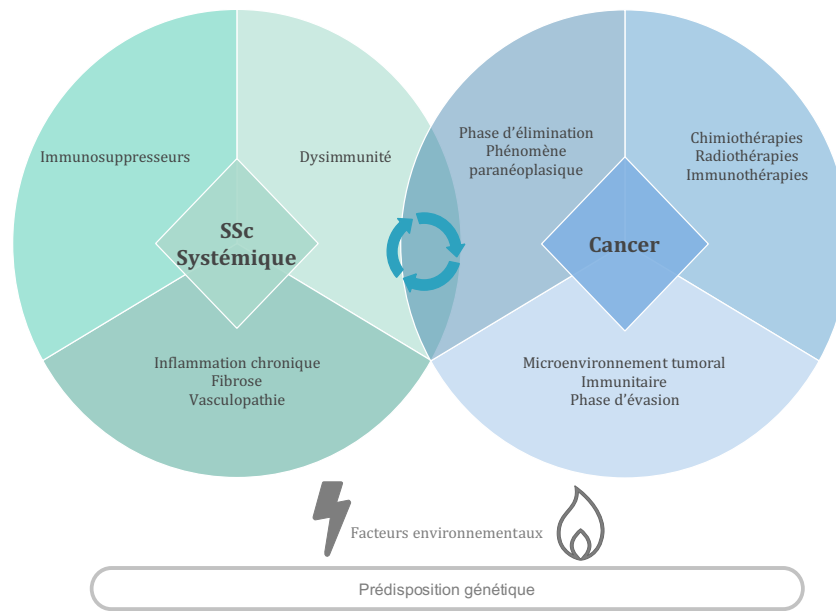 Immunosuppresseurs
Dysimmunité
Phase d'élimination
Phénomène
paranéoplasique
Chimiothérapies
Radiothérapies
Immunothérapies
SSc
Systémique
Cancer
Inflammation chronique
Fibrose
Vasculopathie
Microenvironnement tumoral
Immunitaire
Phase d'évasion
Facteurs environnementaux
Prédisposition génétique